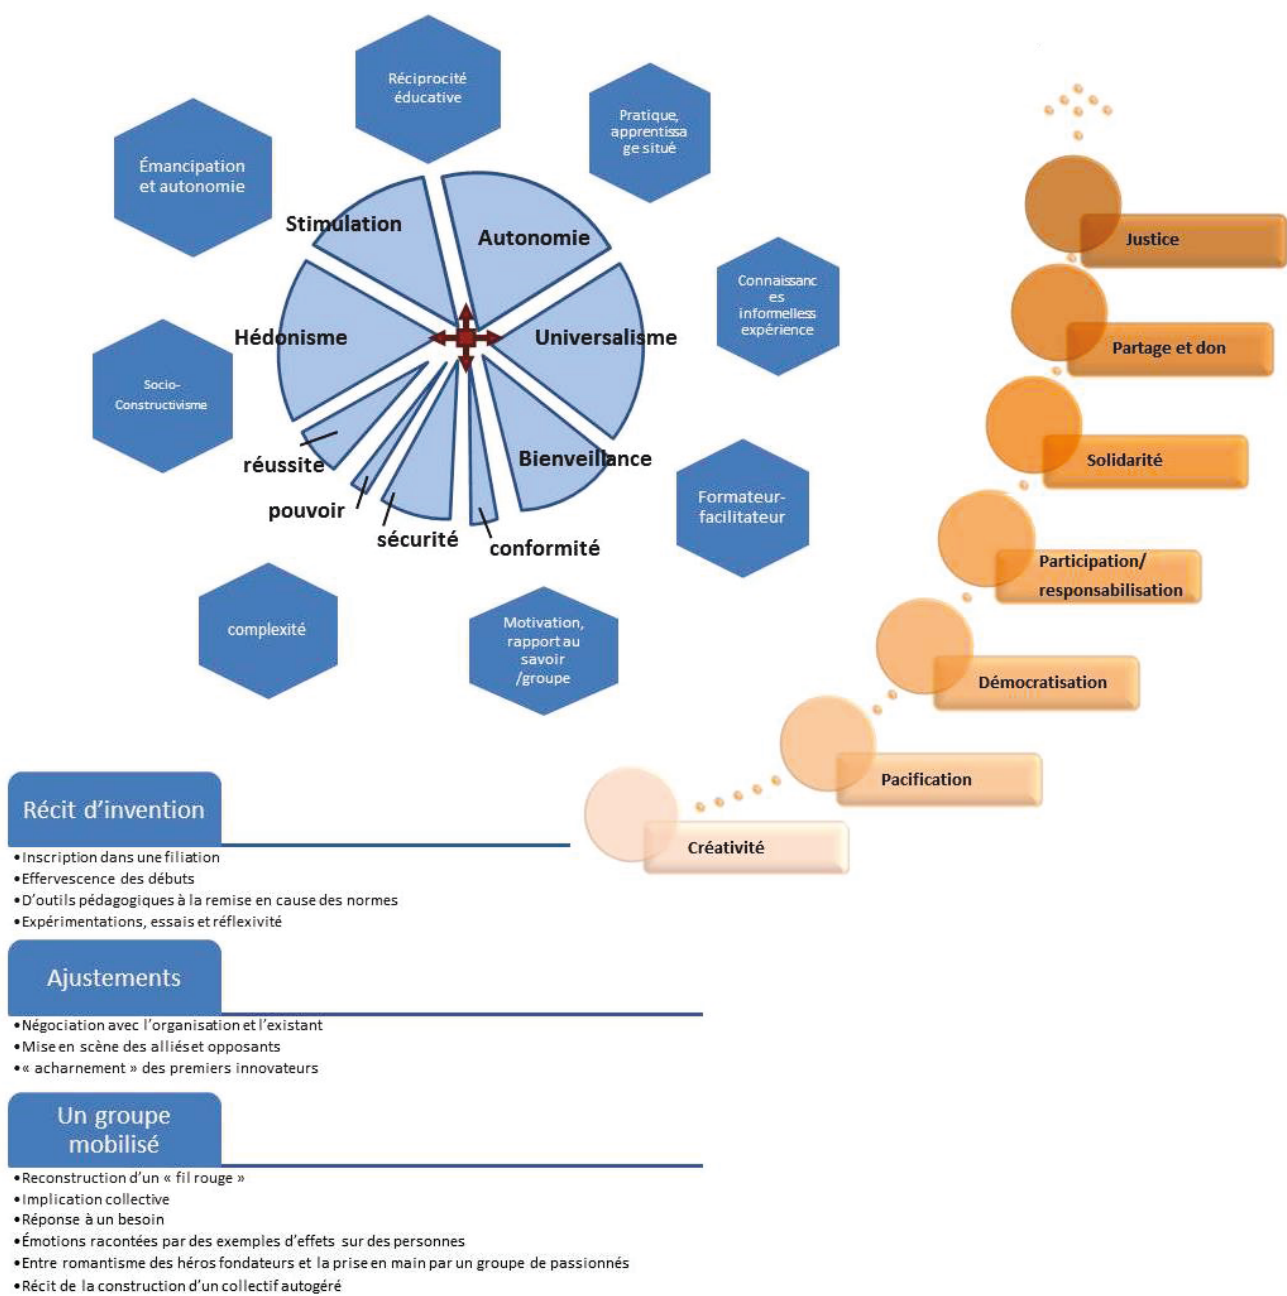 Réciprocité
éducative
Pratique,
apprentissa
ge situé
Émancipation
et autonomie
Stimulation
Autonomie
Connaissanc
es
informelless
expérience
Hédonisme
Universalisme
Socio-
Constructivisme
réussite
Bienveillance
pouvoir
sécurité
conformité
Formateur-
facilitateur
complexité
Motivation,
rapport au
savoir
/groupe
Justice
Partage et don
Solidarité
Participation/
responsabilisation
Démocratisation
Pacification
Créativité
Récit d’invention
•Inscription dans une filiation
•Effervescence des débuts
•D’outils pédagogiques à la remise en cause des normes
•Expérimentations, essais et réflexivité
Ajustements
•Négociation avec l’organisation et l’existant
•Mise en scène des alliés et opposants
•« acharnement » des premiers innovateurs
Un groupe
mobilisé
•Reconstruction d’un « fil rouge »
•Implication collective
•Réponse à un besoin
•Émotions racontées par des exemples d’effets sur des personnes
•Entre romantisme des héros fondateurs et la prise en main par un groupe de passionnés
•Récit de la construction d’un collectif autogéré